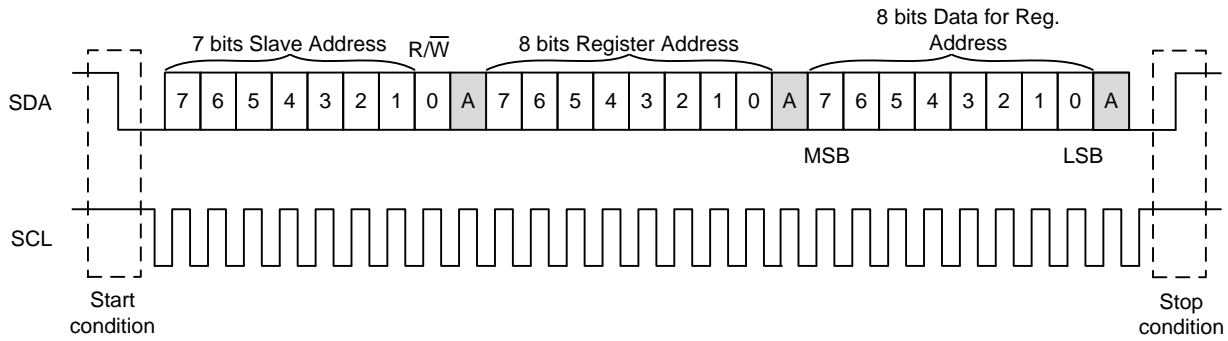 8 bits Data for Reg.
Address
7 bits Slave Address
R/W̅
8 bits Register Address
SDA
7 6 5 4 3 2 1 0 A 7 6 5 4 3 2 1 0 A 7 6 5 4 3 2 1 0 A
MSB
LSB
SCL
Start
condition
Stop
condition